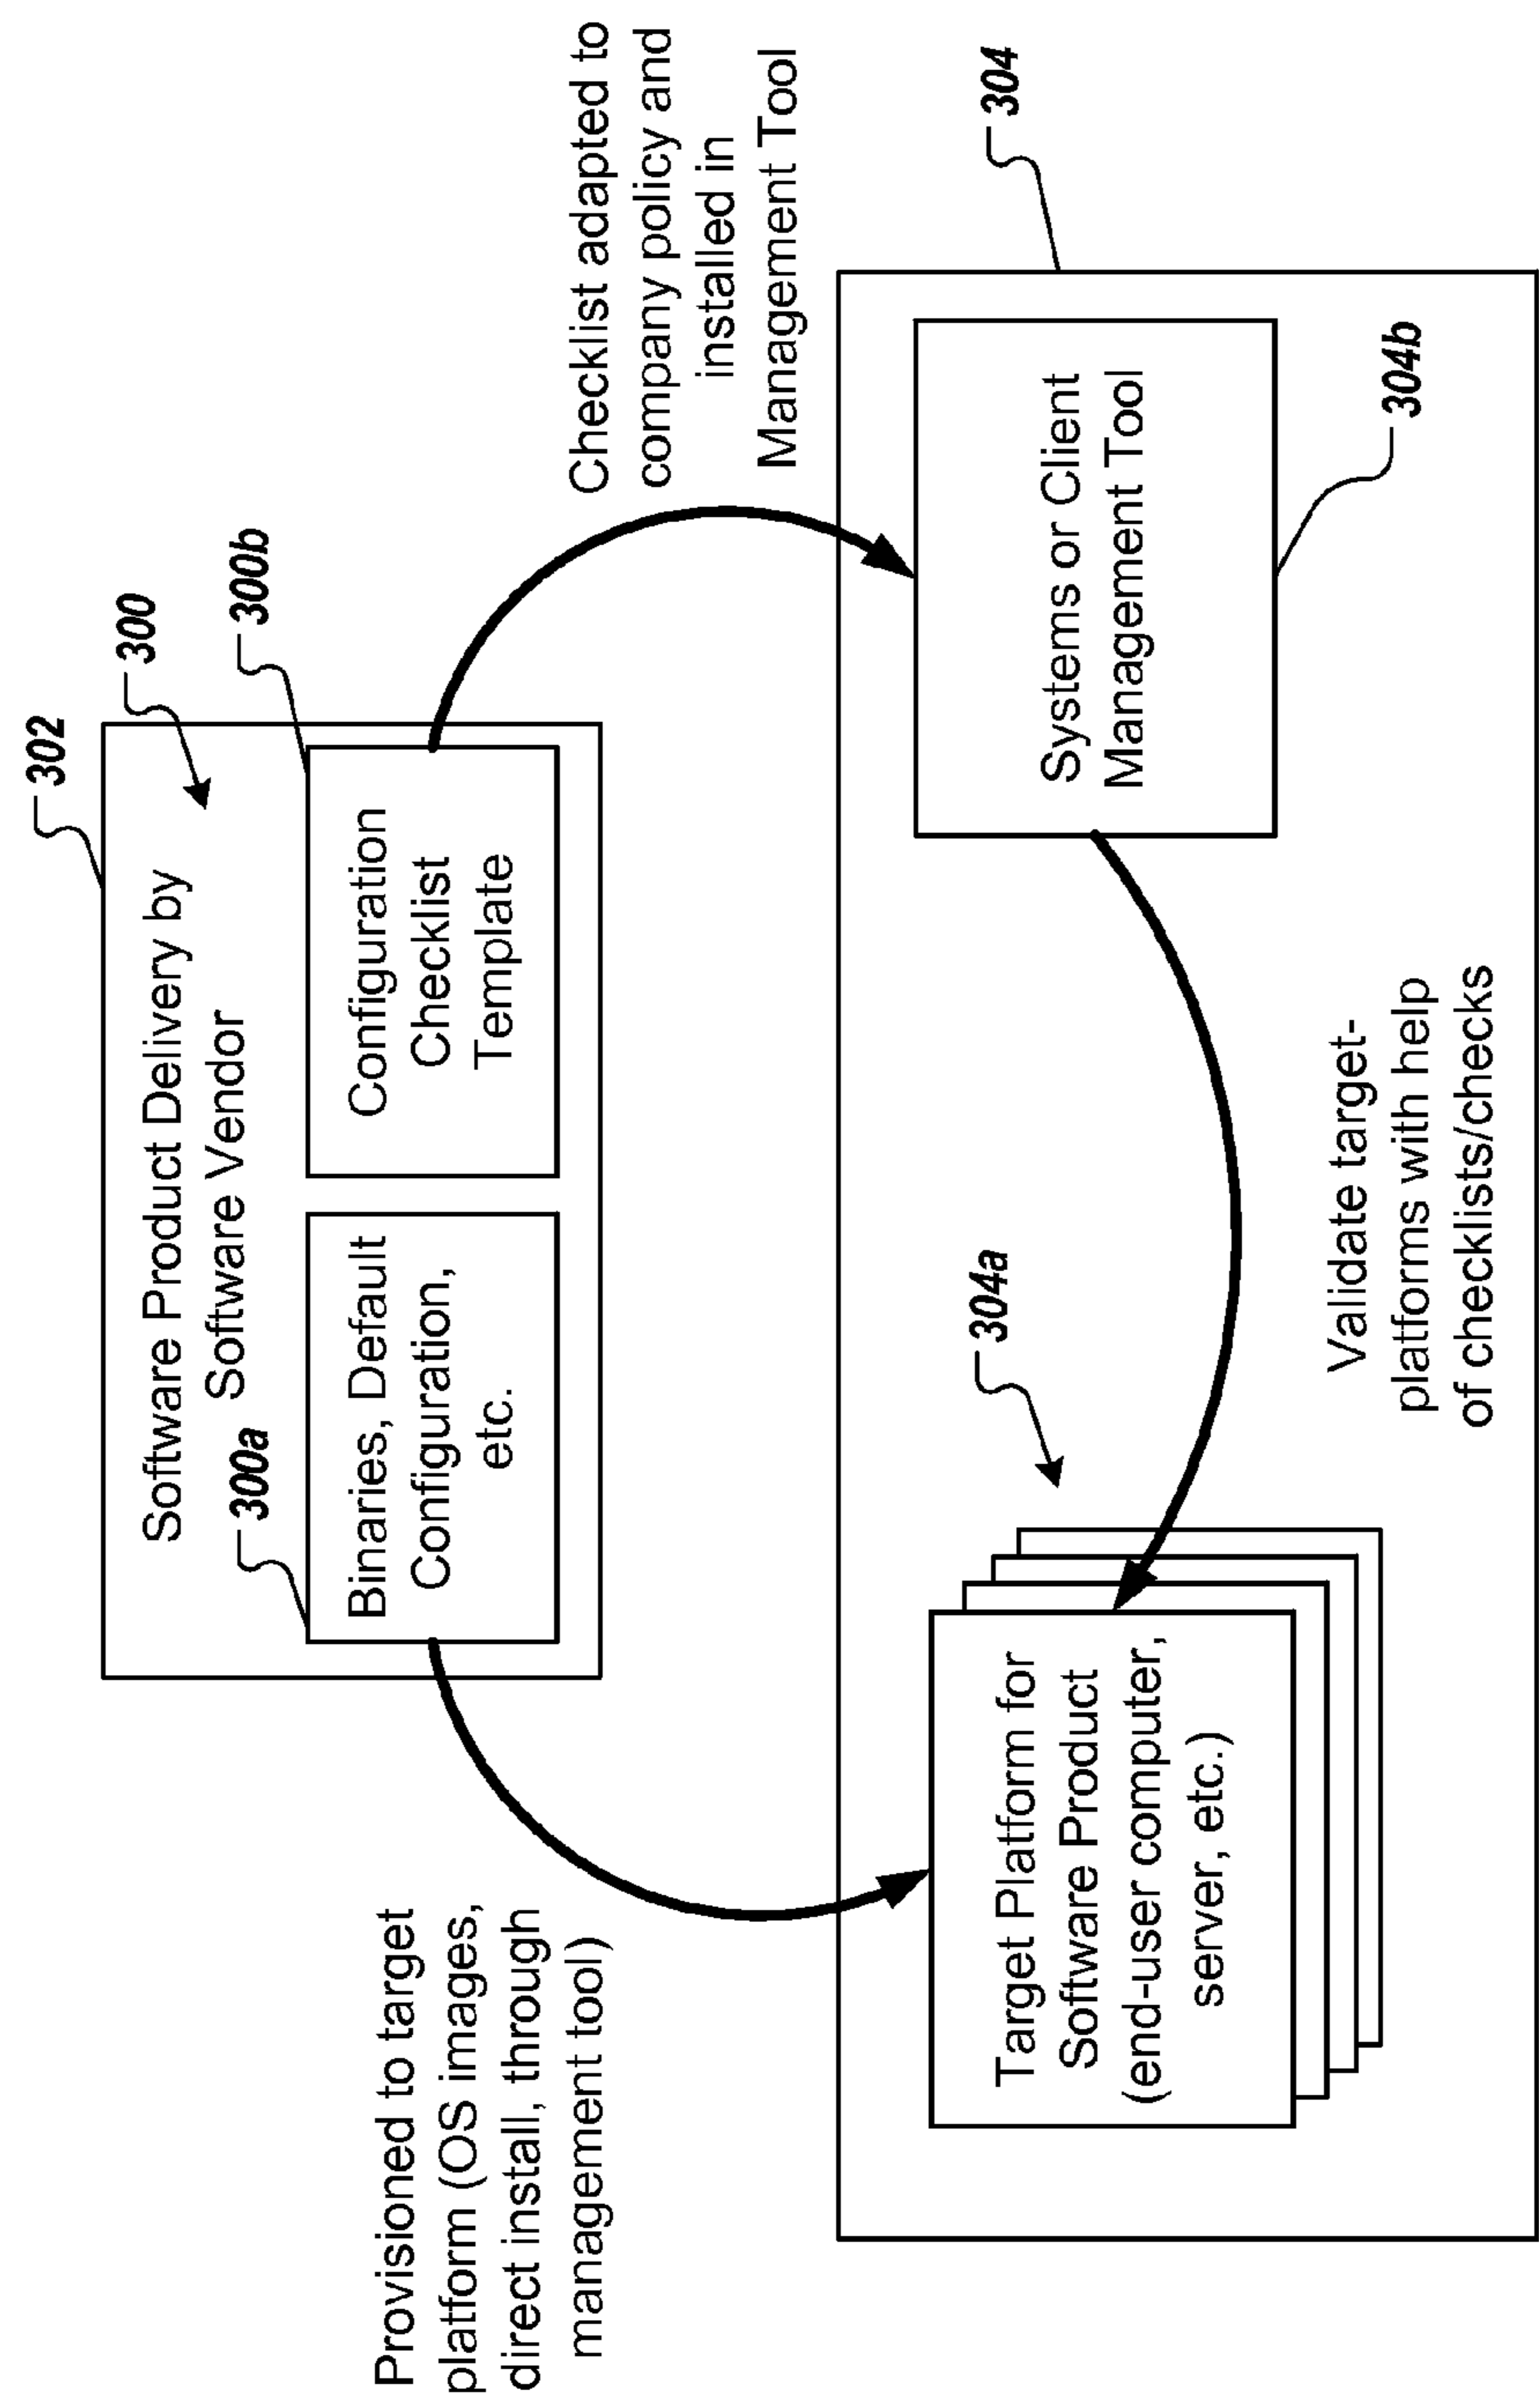 302
Software Product Delivery by
Software Vendor
300
300a
300b
Binaries, Default
Configuration,
etc.
Configuration
Checklist
Template
Provisioned to target
platform (OS images,
direct install, through
management tool)
Checklist adapted to
company policy and
installed in
Management Tool
304
304a
Target Platform for
Software Product
(end-user computer,
server, etc.)
Systems or Client
Management Tool
304b
Validate target-
platforms with help
of checklists/checks